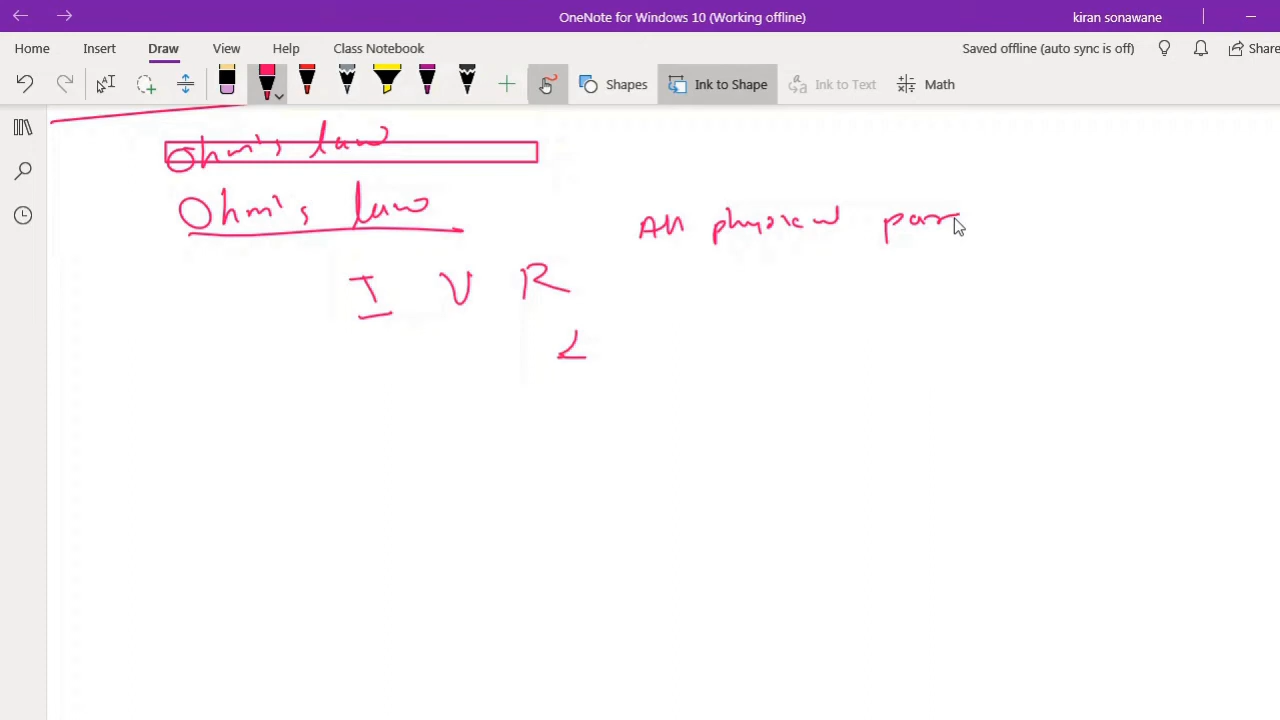 OneNote for Windows 10 (Working offline)
kiran sonawane
Home Insert Draw View Help Class Notebook
Saved offline (auto sync is off)
Share
Shapes Ink to Shape Ink to Text Math
Ohm's law
Ohm's law
All physical par
I V R
L